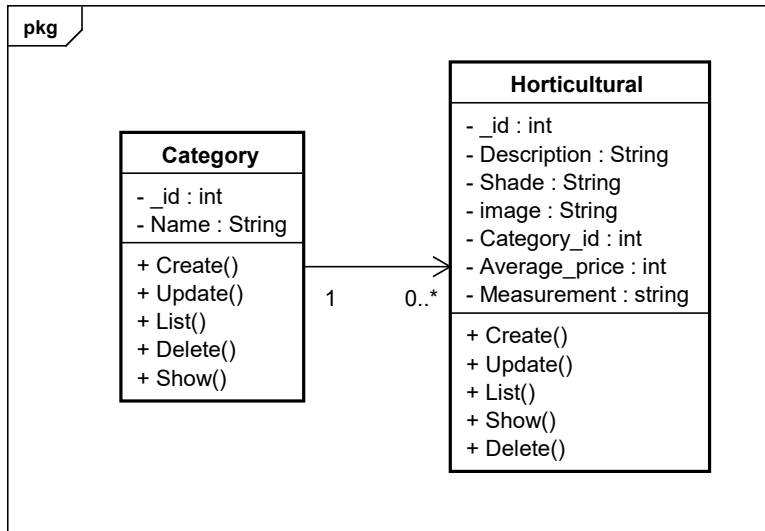 pkg
Category
- _id : int
- Name : String
+ Create()
+ Update()
+ List()
+ Delete()
+ Show()
1
0..*
Horticultural
- _id : int
- Description : String
- Shade : String
- image : String
- Category_id : int
- Average_price : int
- Measurement : string
+ Create()
+ Update()
+ List()
+ Show()
+ Delete()